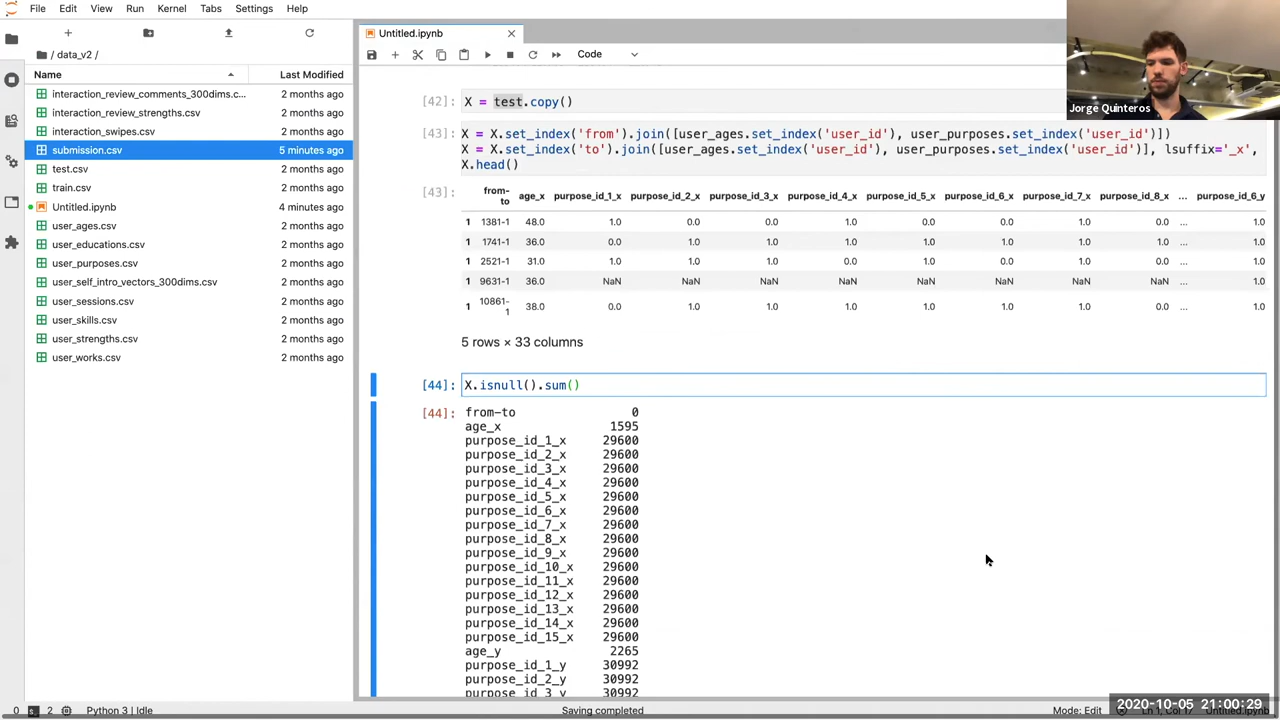 File Edit View Run Kernel Tabs Settings Help
Untitled.ipynb
Code
/ data_v2 /
Name Last Modified
interaction_review_comments_300dims.c... 2 months ago
interaction_review_strengths.csv 2 months ago
interaction_swipes.csv 2 months ago
submission.csv 5 minutes ago
test.csv 2 months ago
train.csv 2 months ago
Untitled.ipynb 4 minutes ago
user_ages.csv 2 months ago
user_educations.csv 2 months ago
user_purposes.csv 2 months ago
user_self_intro_vectors_300dims.csv 2 months ago
user_sessions.csv 2 months ago
user_skills.csv 2 months ago
user_strengths.csv 2 months ago
user_works.csv 2 months ago
Jorge Quinteros
[42]: X = test.copy()
[43]: X = X.set_index('from').join([user_ages.set_index('user_id'), user_purposes.set_index('user_id')])
X = X.set_index('to').join([user_ages.set_index('user_id'), user_purposes.set_index('user_id')], lsuffix='_x',
X.head()
[43]: from-to age_x purpose_id_1_x purpose_id_2_x purpose_id_3_x purpose_id_4_x purpose_id_5_x purpose_id_6_x purpose_id_7_x purpose_id_8_x ... purpose_id_6_y
1 1381-1 48.0 1.0 0.0 0.0 1.0 0.0 0.0 1.0 0.0 ... 1.0
1 1741-1 36.0 0.0 1.0 1.0 1.0 1.0 1.0 1.0 1.0 ... 1.0
1 2521-1 31.0 1.0 1.0 1.0 0.0 1.0 0.0 1.0 0.0 ... 1.0
1 9631-1 36.0 NaN NaN NaN NaN NaN NaN NaN NaN ... 1.0
1 10861-1 38.0 0.0 1.0 1.0 1.0 1.0 1.0 1.0 0.0 ... 1.0
5 rows × 33 columns
[44]: X.isnull().sum()
[44]: from-to 0
age_x 1595
purpose_id_1_x 29600
purpose_id_2_x 29600
purpose_id_3_x 29600
purpose_id_4_x 29600
purpose_id_5_x 29600
purpose_id_6_x 29600
purpose_id_7_x 29600
purpose_id_8_x 29600
purpose_id_9_x 29600
purpose_id_10_x 29600
purpose_id_11_x 29600
purpose_id_12_x 29600
purpose_id_13_x 29600
purpose_id_14_x 29600
purpose_id_15_x 29600
age_y 2265
purpose_id_1_y 30992
purpose_id_2_y 30992
purpose_id_3_y 30992
2020-10-05 21:00:29
0 2 Python 3 | Idle Saving completed Mode: Edit